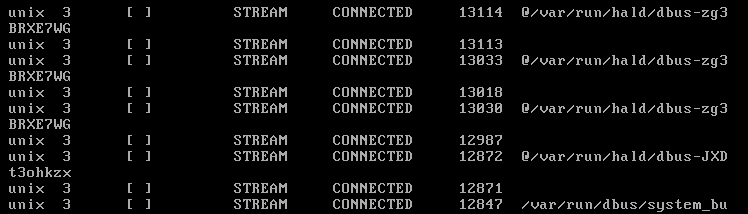 unix  3      [ ]         STREAM     CONNECTED     13114  @/var/run/hald/dbus-zg3
BRXE7WG
unix  3      [ ]         STREAM     CONNECTED     13113
unix  3      [ ]         STREAM     CONNECTED     13033  @/var/run/hald/dbus-zg3
BRXE7WG
unix  3      [ ]         STREAM     CONNECTED     13018
unix  3      [ ]         STREAM     CONNECTED     13030  @/var/run/hald/dbus-zg3
BRXE7WG
unix  3      [ ]         STREAM     CONNECTED     12987
unix  3      [ ]         STREAM     CONNECTED     12872  @/var/run/hald/dbus-JXD
t3ohkzx
unix  3      [ ]         STREAM     CONNECTED     12871
unix  3      [ ]         STREAM     CONNECTED     12847  /var/run/dbus/system_bu